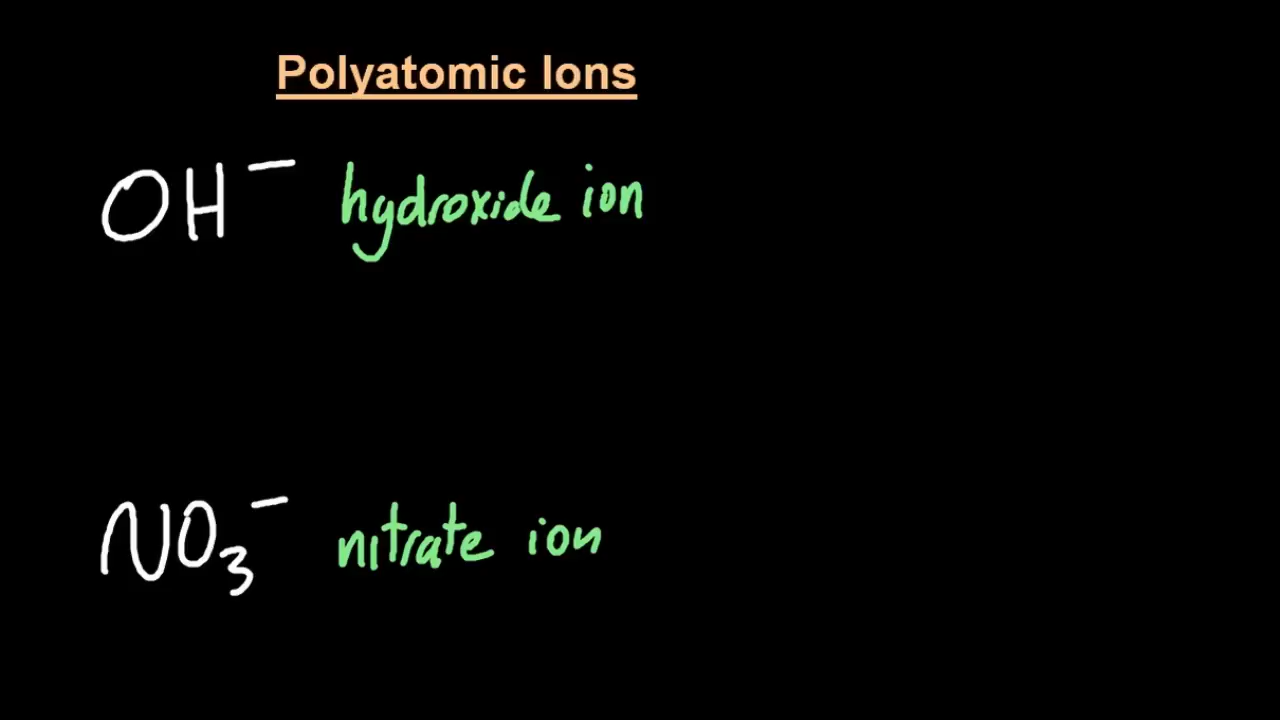 Polyatomic Ions
OH⁻ hydroxide ion
NO₃⁻ nitrate ion